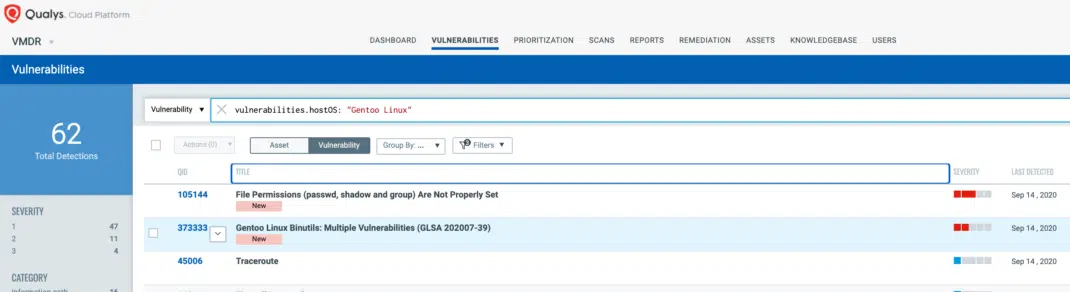 Qualys. Cloud Platform
VMDR
DASHBOARD VULNERABILITIES PRIORITIZATION SCANS REPORTS REMEDIATION ASSETS KNOWLEDGEBASE USERS
Vulnerabilities
62
Total Detections
Vulnerability vulnerabilities.hostOS: "Gentoo Linux"
Actions (0) Asset Vulnerability Group By: ... 3 Filters
QID TITLE SEVERITY LAST DETECTED
105144 File Permissions (passwd, shadow and group) Are Not Properly Set Sep 14, 2020
New
373333 Gentoo Linux Binutils: Multiple Vulnerabilities (GLSA 202007-39) Sep 14, 2020
New
45006 Traceroute Sep 14, 2020
SEVERITY
1 47
2 11
3 4
CATEGORY